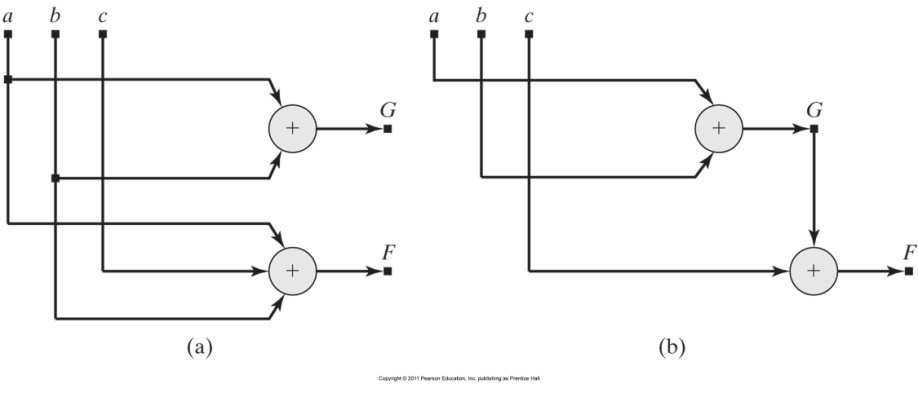 a b c a b c
+ G + G
+ F + F
(a) (b)
Copyright © 2011 Pearson Education, Inc. publishing as Prentice Hall